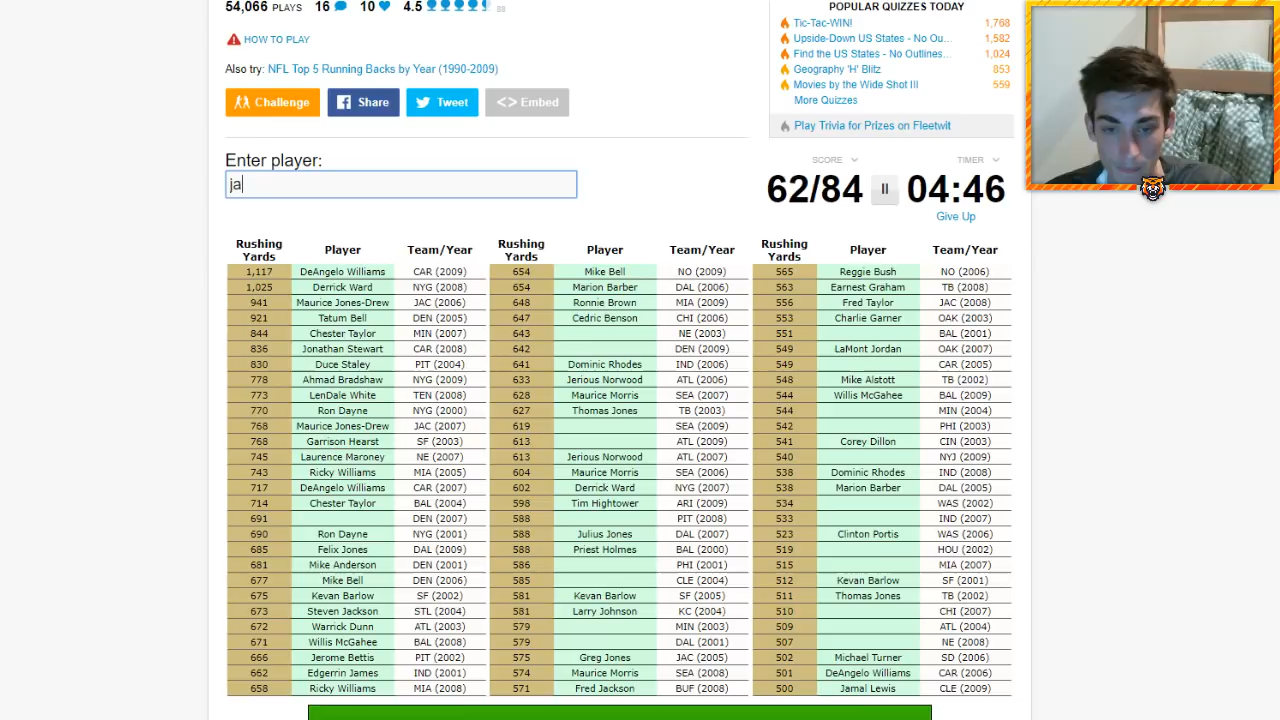 54,066 PLAYS 16 10 4.5 88
HOW TO PLAY
Also try: NFL Top 5 Running Backs by Year (1990-2009)
Challenge Share Tweet <> Embed
POPULAR QUIZZES TODAY
Tic-Tac-WIN! 1,768
Upside-Down US States - No Ou... 1,582
Find the US States - No Outlines... 1,024
Geography 'H' Blitz 853
Movies by the Wide Shot III 559
More Quizzes
Play Trivia for Prizes on Fleetwit
Enter player:
ja
SCORE TIMER
62/84 04:46
Give Up
Rushing Yards Player Team/Year Rushing Yards Player Team/Year Rushing Yards Player Team/Year
1,117 DeAngelo Williams CAR (2009) 654 Mike Bell NO (2009) 565 Reggie Bush NO (2006)
1,025 Derrick Ward NYG (2008) 654 Marion Barber DAL (2006) 563 Earnest Graham TB (2008)
941 Maurice Jones-Drew JAC (2006) 648 Ronnie Brown MIA (2009) 556 Fred Taylor JAC (2008)
921 Tatum Bell DEN (2005) 647 Cedric Benson CHI (2006) 553 Charlie Garner OAK (2003)
844 Chester Taylor MIN (2007) 643 NE (2003) 551 BAL (2001)
836 Jonathan Stewart CAR (2008) 642 DEN (2009) 549 LaMont Jordan OAK (2007)
830 Duce Staley PIT (2004) 641 Dominic Rhodes IND (2006) 549 CAR (2005)
778 Ahmad Bradshaw NYG (2009) 633 Jerious Norwood ATL (2006) 548 Mike Alstott TB (2002)
773 LenDale White TEN (2008) 628 Maurice Morris SEA (2007) 544 Willis McGahee BAL (2009)
770 Ron Dayne NYG (2000) 627 Thomas Jones TB (2003) 544 MIN (2004)
768 Maurice Jones-Drew JAC (2007) 619 SEA (2009) 542 PHI (2003)
768 Garrison Hearst SF (2003) 613 ATL (2009) 541 Corey Dillon CIN (2003)
745 Laurence Maroney NE (2007) 613 Jerious Norwood ATL (2007) 540 NYJ (2009)
743 Ricky Williams MIA (2005) 604 Maurice Morris SEA (2006) 538 Dominic Rhodes IND (2008)
717 DeAngelo Williams CAR (2007) 602 Derrick Ward NYG (2007) 538 Marion Barber DAL (2005)
714 Chester Taylor BAL (2004) 598 Tim Hightower ARI (2009) 534 WAS (2002)
691 DEN (2007) 588 PIT (2008) 533 IND (2007)
690 Ron Dayne NYG (2001) 588 Julius Jones DAL (2007) 523 Clinton Portis WAS (2006)
685 Felix Jones DAL (2009) 588 Priest Holmes BAL (2000) 519 HOU (2002)
681 Mike Anderson DEN (2001) 586 PHI (2001) 515 MIA (2007)
677 Mike Bell DEN (2006) 585 CLE (2004) 512 Kevan Barlow SF (2001)
675 Kevan Barlow SF (2002) 581 Kevan Barlow SF (2005) 511 Thomas Jones TB (2002)
673 Steven Jackson STL (2004) 581 Larry Johnson KC (2004) 510 CHI (2007)
672 Warrick Dunn ATL (2003) 579 MIN (2003) 509 ATL (2004)
671 Willis McGahee BAL (2008) 579 DAL (2001) 507 NE (2008)
666 Jerome Bettis PIT (2002) 575 Greg Jones JAC (2005) 502 Michael Turner SD (2006)
662 Edgerrin James IND (2001) 574 Maurice Morris SEA (2008) 501 DeAngelo Williams CAR (2006)
658 Ricky Williams MIA (2008) 571 Fred Jackson BUF (2008) 500 Jamal Lewis CLE (2009)